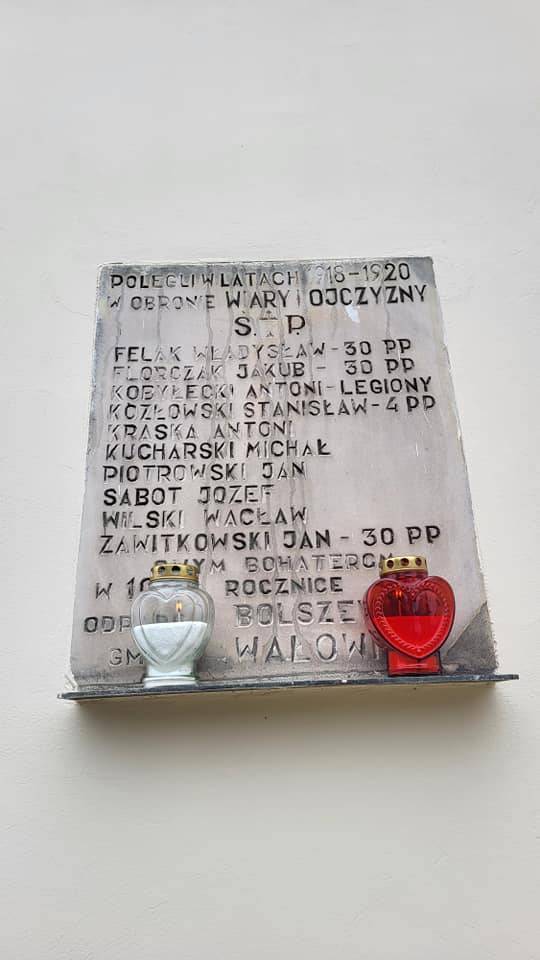 POLEGLI W LATACH 1918-1920
W OBRONIE WIARY I OJCZYZNY
Ś.†P.
FELAK WŁADYSŁAW - 30 PP
FLORCZAK JAKUB - 30 PP
KOBYŁECKI ANTONI - LEGIONY
KOZŁOWSKI STANISŁAW - 4 PP
KRASKA ANTONI
KUCHARSKI MICHAŁ
PIOTROWSKI JAN
SABOT JOZEF
WILSKI WACŁAW
ZAWITKOWSKI JAN - 30 PP
BOHATEROM
W ROCZNICE